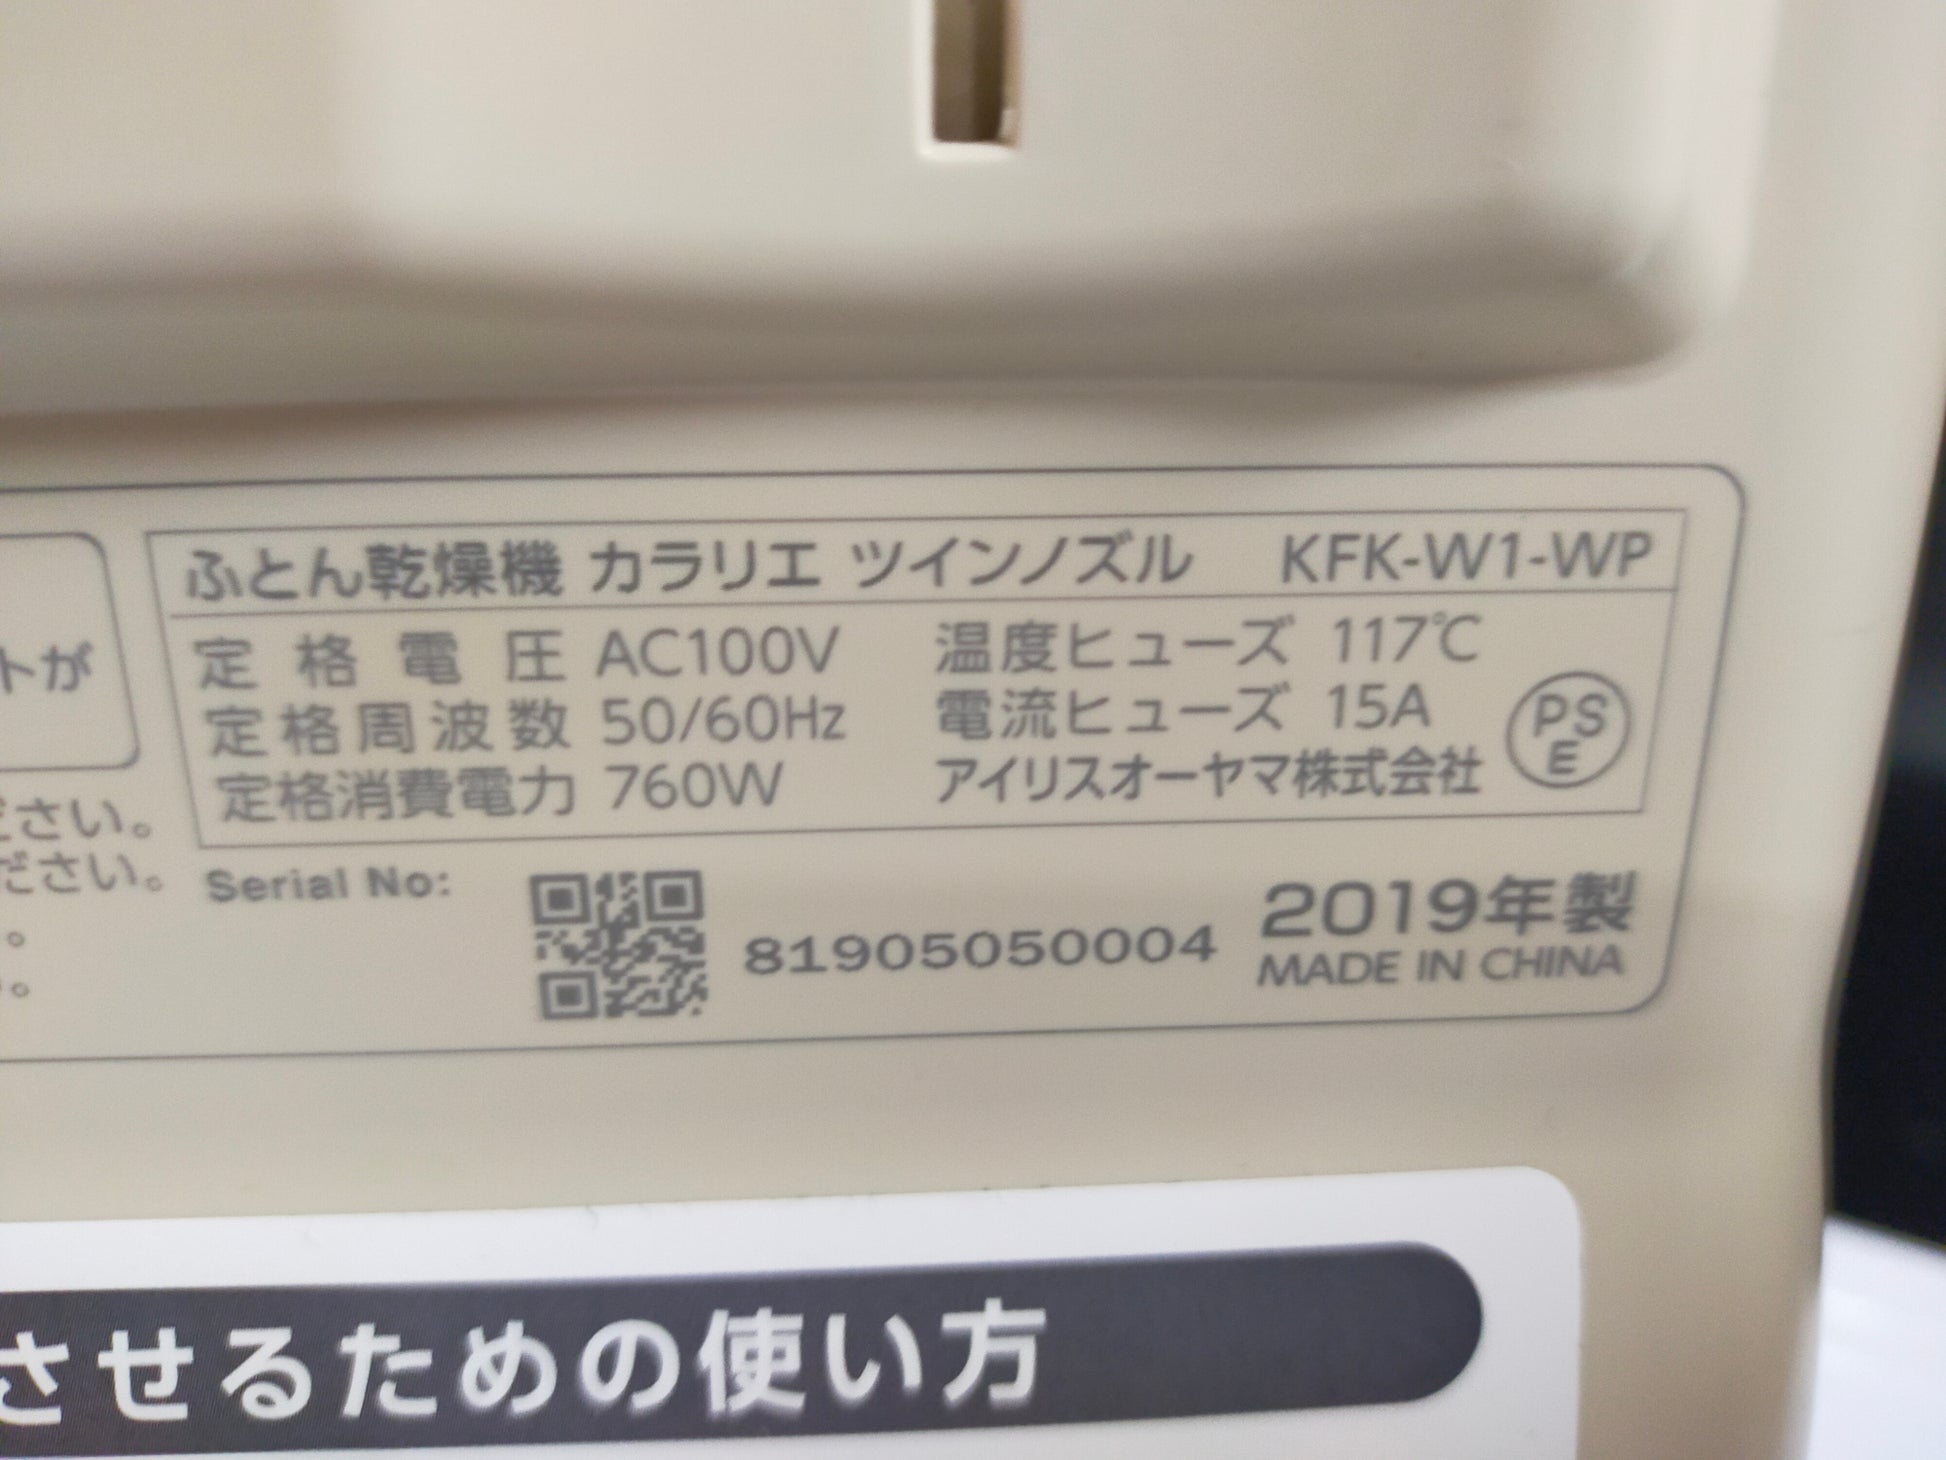 ふとん乾燥機 カラリエ ツインノズル KFK-W1-WP
定格電圧 AC100V 温度ヒューズ 117℃
定格周波数 50/60Hz 電流ヒューズ 15A
定格消費電力 760W アイリスオーヤマ株式会社
PSE
トが
ださい。
ださい。
。
。
Serial No:
81905050004
2019年製
MADE IN CHINA
させるための使い方